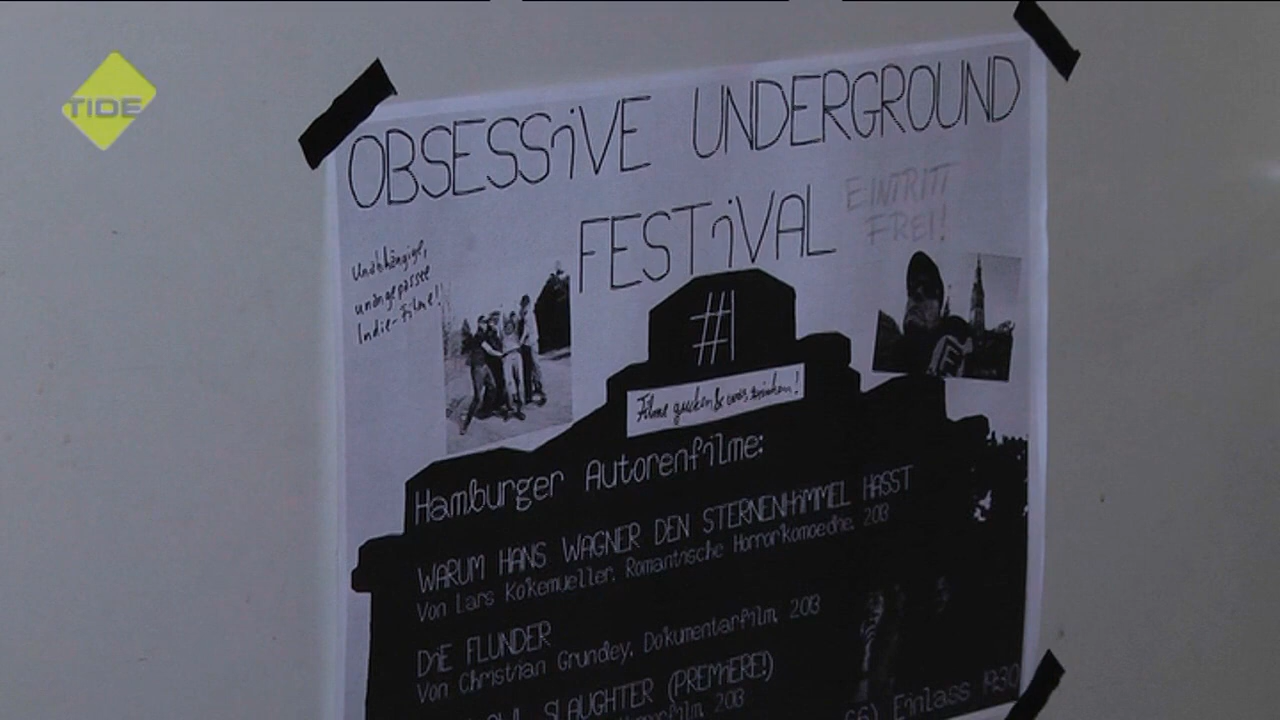 TIDE
OBSESSiVE UNDERGROUND
FESTiVAL
EINTRITT
FREI!
Unabhängige,
unangepasste
Indie-Filme!
#1
Filme gucken & was trinken!
Hamburger Autorenfilme:
WARUM HANS WAGNER DEN STERNENHiMMEL HASST
Von Lars Kokemueller, Romantische Horrorkomoedie, 2013
DiE FLUNDER
Von Christian Grundey, Dokumentarfilm, 2013
SLAUGHTER (PREMiERE!)
2013
Einlass 19:30